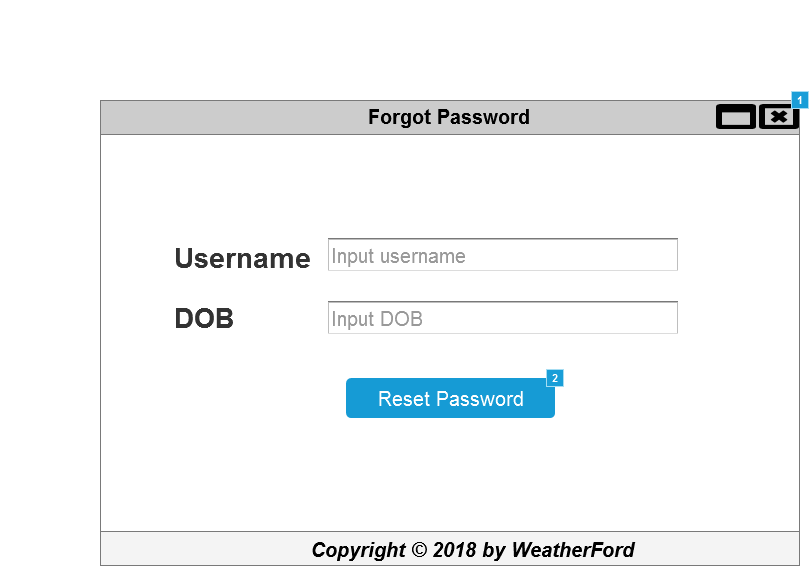 1
Forgot Password
Username Input username
DOB Input DOB
2
Reset Password
Copyright © 2018 by WeatherFord